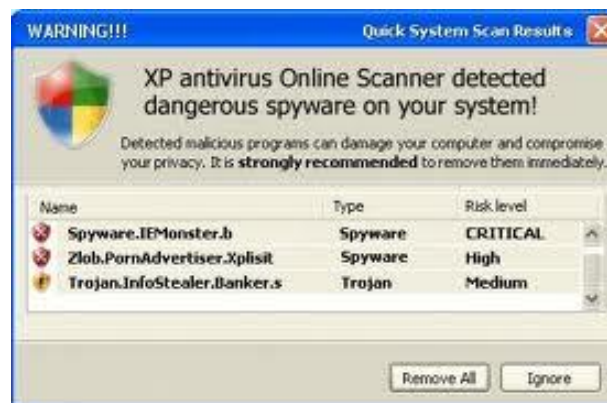 WARNING!!! Quick System Scan Results
XP antivirus Online Scanner detected
dangerous spyware on your system!
Detected malicious programs can damage your computer and compromise
your privacy. It is strongly recommended to remove them immediately.
Name Type Risk level
Spyware.IEMonster.b Spyware CRITICAL
Zlob.PornAdvertiser.Xplisit Spyware High
Trojan.InfoStealer.Banker.s Trojan Medium
Remove All Ignore